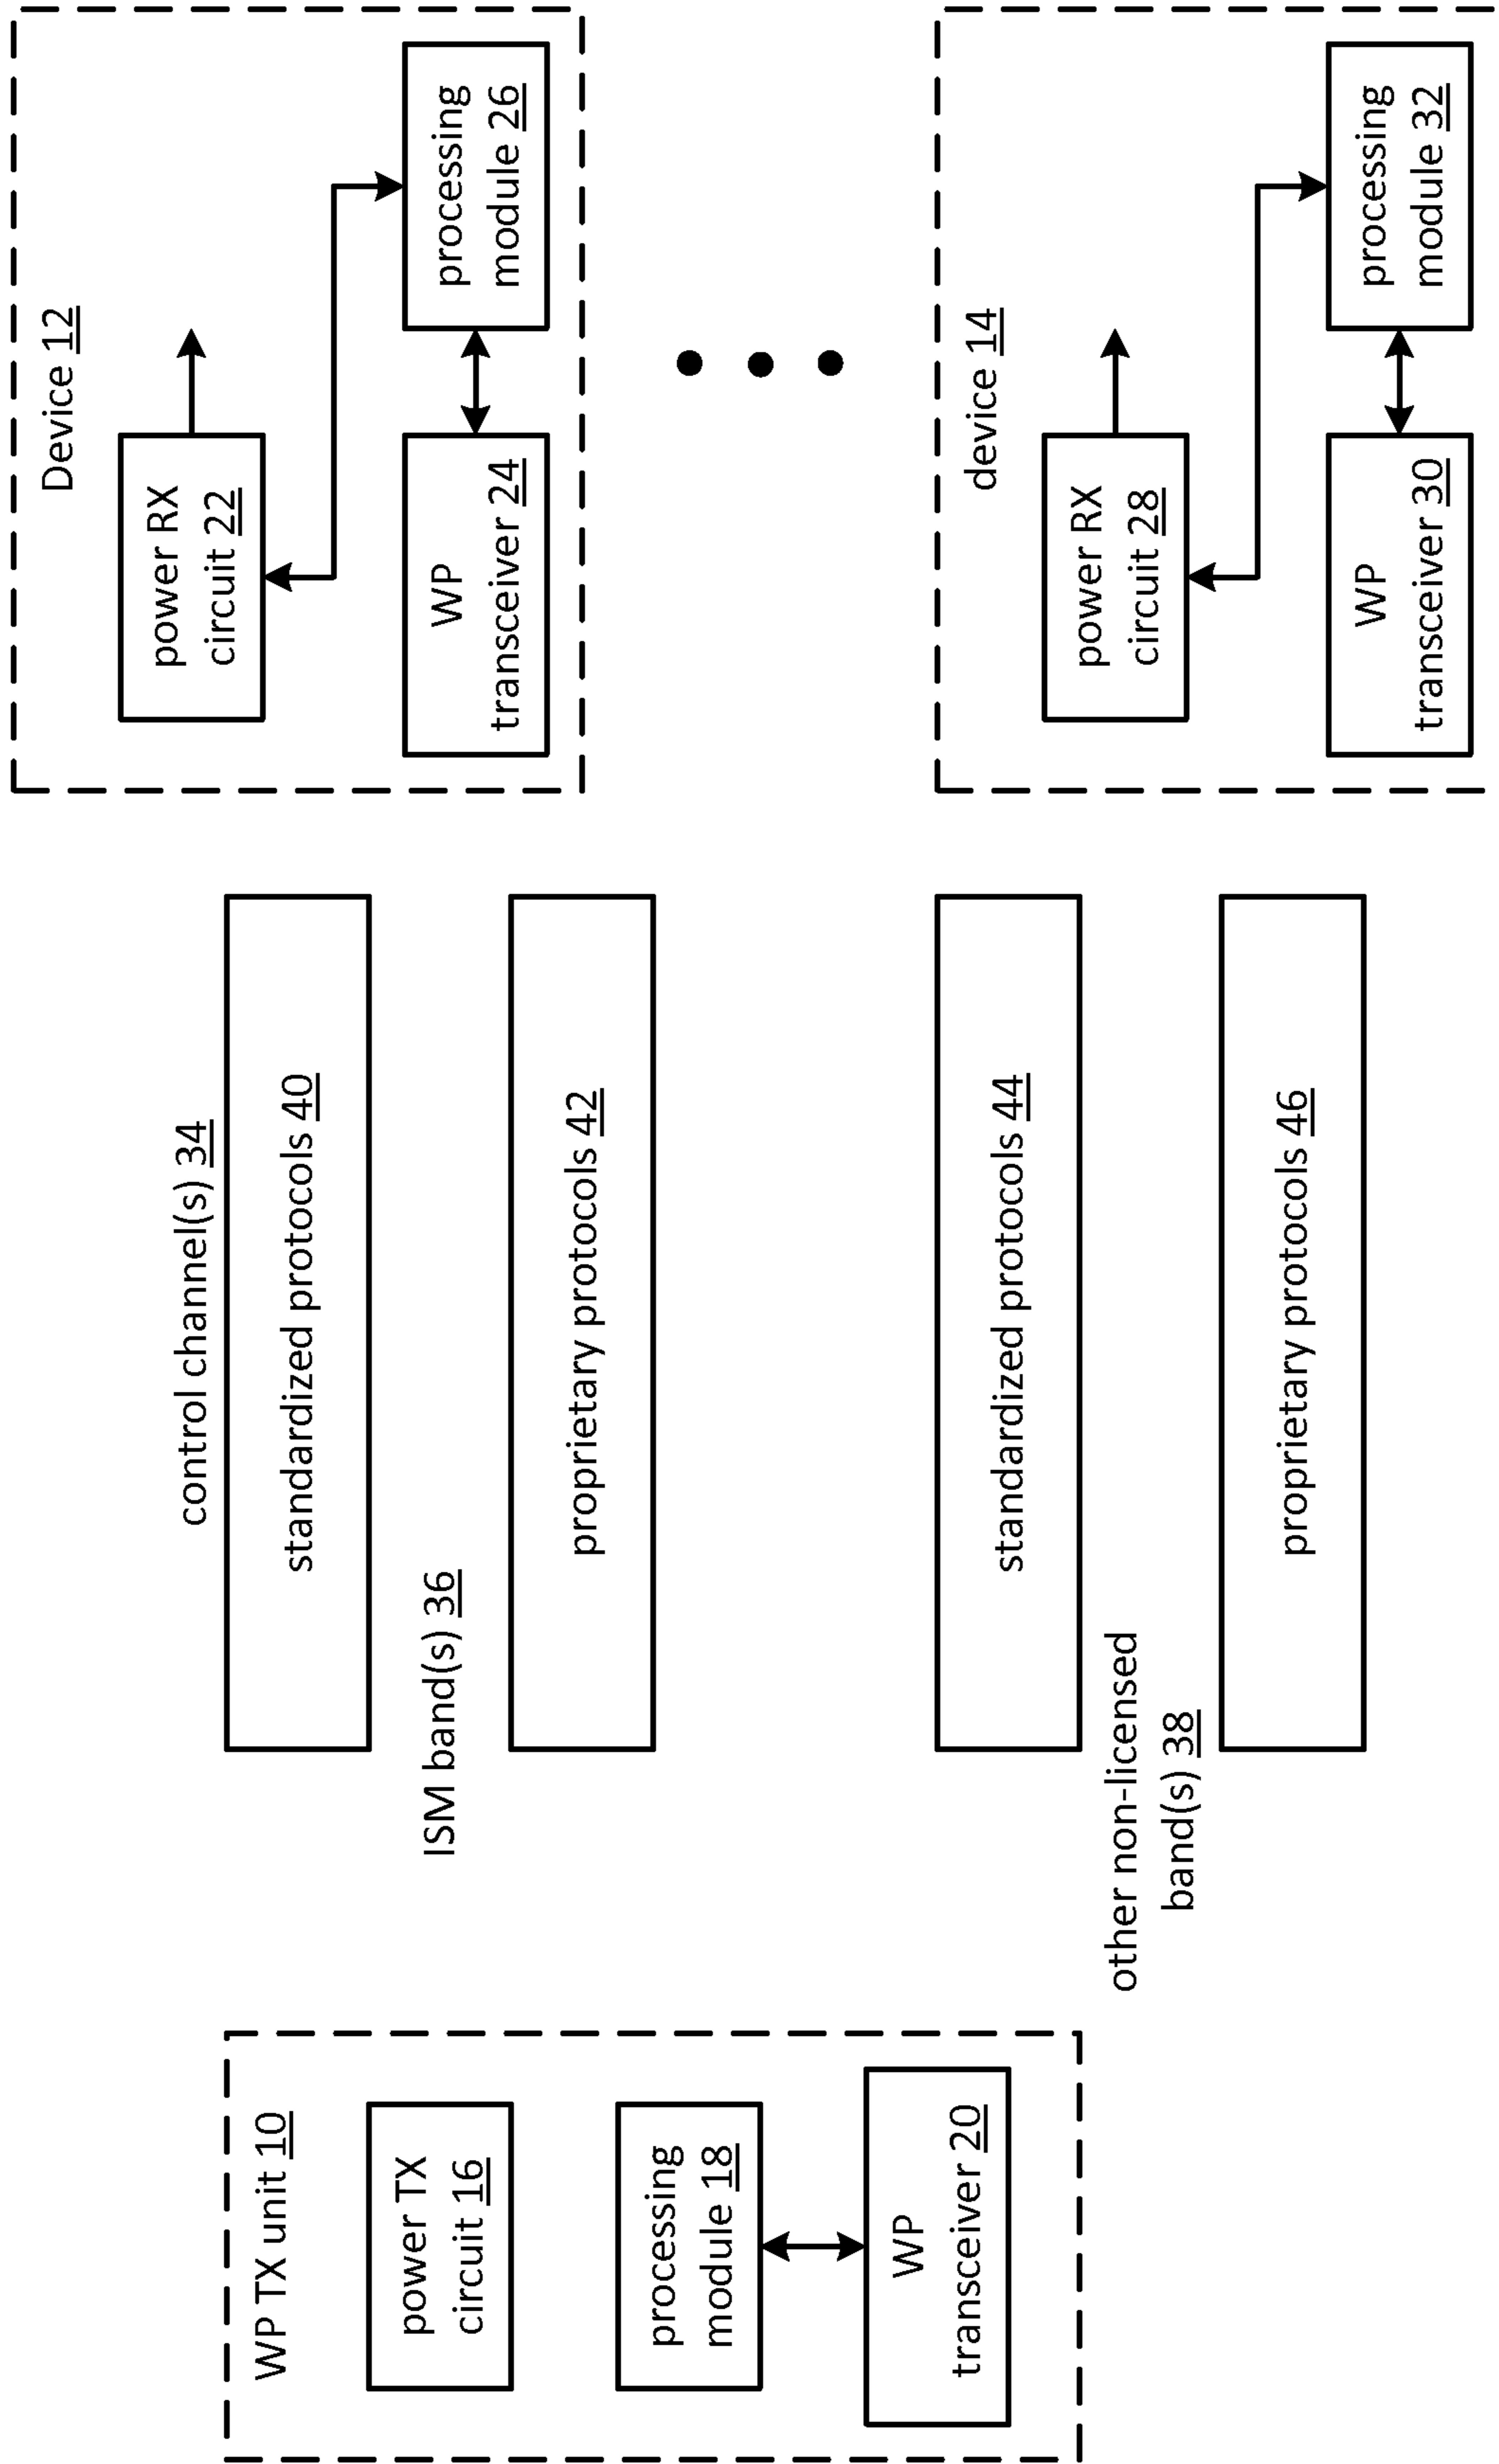 WP TX unit 10
power TX
circuit 16
processing
module 18
WP
transceiver 20
control channel(s) 34
standardized protocols 40
ISM band(s) 36
proprietary protocols 42
standardized protocols 44
other non-licensed
band(s) 38
proprietary protocols 46
Device 12
power RX
circuit 22
WP
transceiver 24
processing
module 26
device 14
power RX
circuit 28
WP
transceiver 30
processing
module 32